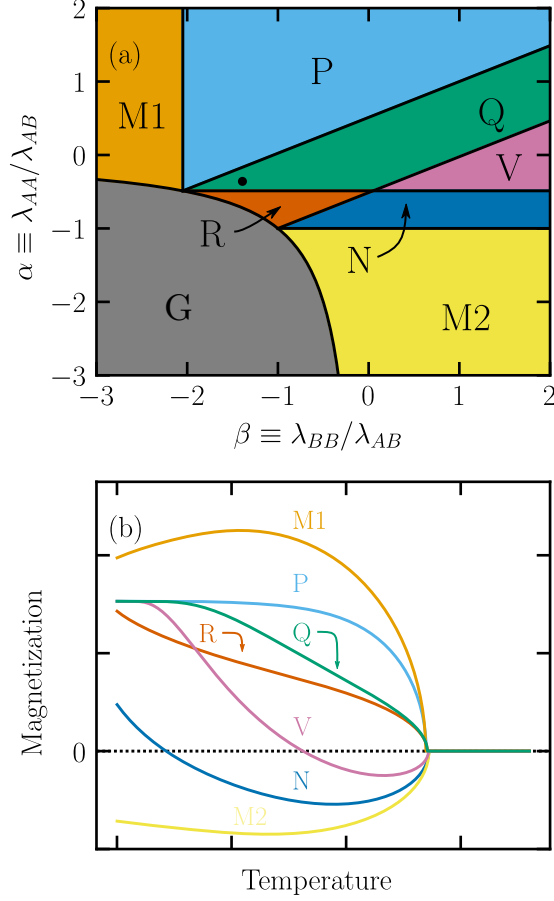 2
(a)
P
1
M1
Q
α ≡ λ_AA/λ_AB
0
V
R
−1
N
G
−2
M2
−3
−3 −2 −1 0 1 2
β ≡ λ_BB/λ_AB
(b)
M1
P
R
Q
Magnetization
V
0
N
M2
Temperature